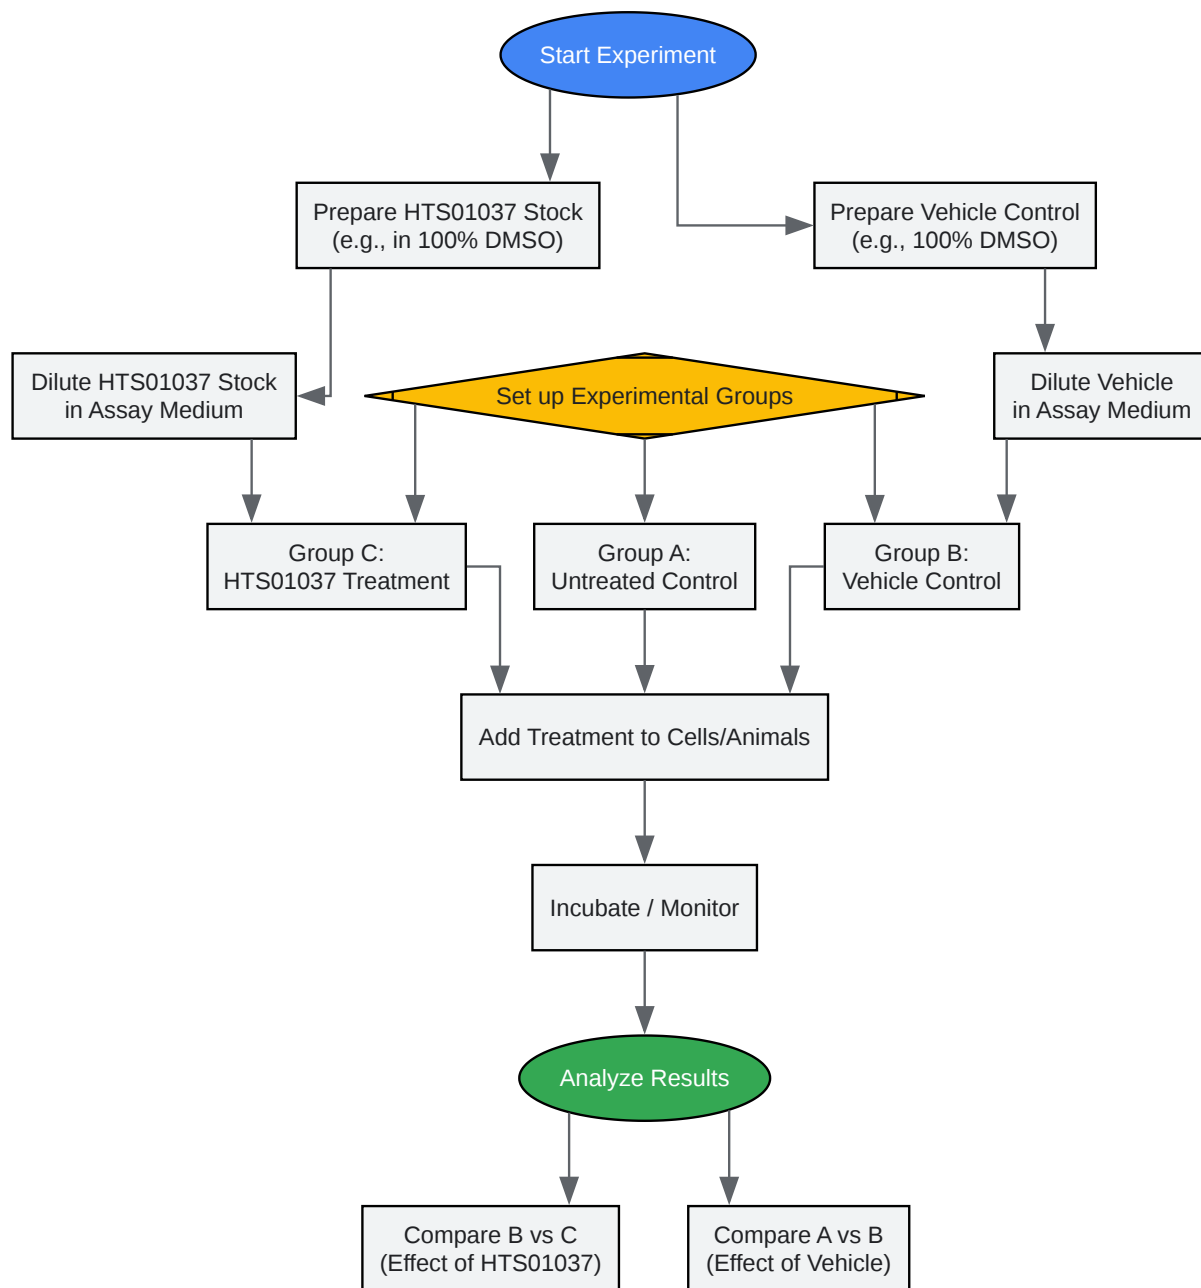 Start Experiment
Prepare HTS01037 Stock
(e.g., in 100% DMSO)
Prepare Vehicle Control
(e.g., 100% DMSO)
Dilute HTS01037 Stock
in Assay Medium
Set up Experimental Groups
Dilute Vehicle
in Assay Medium
Group C:
HTS01037 Treatment
Group A:
Untreated Control
Group B:
Vehicle Control
Add Treatment to Cells/Animals
Incubate / Monitor
Analyze Results
Compare B vs C
(Effect of HTS01037)
Compare A vs B
(Effect of Vehicle)